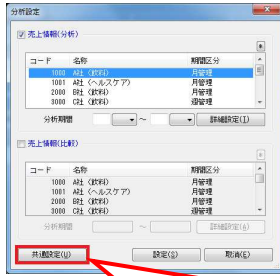 分析設定
売上情報(分析)
コード 名称 期間区分
1000 A社（飲料） 月管理
1001 A社（ヘルスケア） 月管理
2000 B社（飲料） 月管理
3000 C社（飲料） 週管理
分析期間 ～ 詳細設定(I)
売上情報(比較)
コード 名称 期間区分
1000 A社（飲料） 月管理
1001 A社（ヘルスケア） 月管理
2000 B社（飲料） 月管理
3000 C社（飲料） 週管理
分析期間 ～ 詳細設定(A)
共通設定(U) 設定(S) 取消(E)